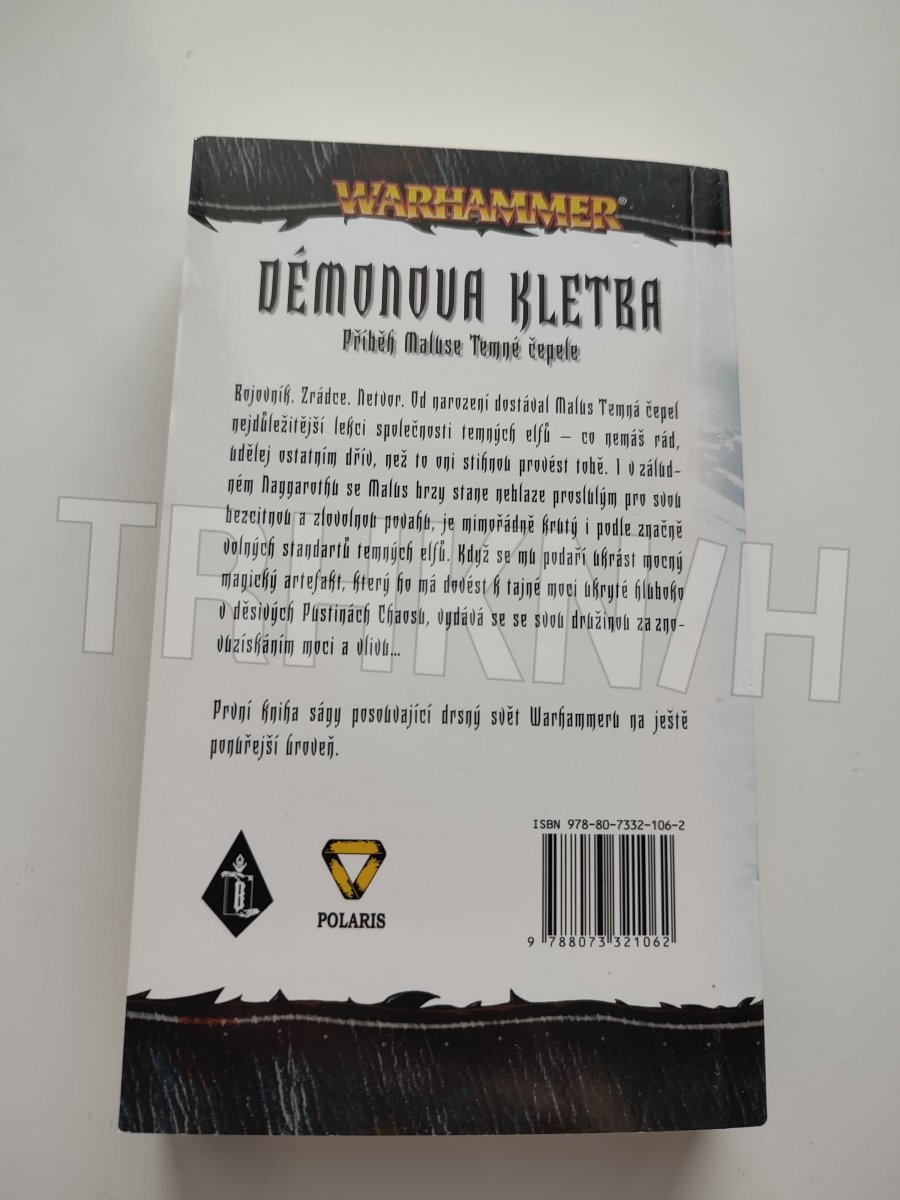 WARHAMMER®
DÉMONOVA KLETBA
Příběh Maluse Temné čepele
Bojovník. Zrádce. Netvor. Od narození dostával Malus Temná čepel
nejdůležitější lekci společnosti temných elfů – co nemáš rád,
udělej ostatním dřív, než to oni stihnou provést tobě. I v zálud-
ném Naggarothu se Malus brzy stane neblaze proslulým pro svou
bezcitnou a zlovolnou povahu, je mimořádně krutý i podle značně
volných standartů temných elfů. Když se mu podaří ukrást mocný
magický artefakt, který ho má dovést k tajné moci ukryté hluboko
v děsivých Pustinách Chaosu, vydává se se svou družinou za zno-
vuzískáním moci a vlivu...
První kniha ságy posouvající drsný svět Warhammeru na ještě
ponuřejší úroveň.
TRHKNI/H
ISBN 978-80-7332-106-2
BL
POLARIS
9 788073 321062